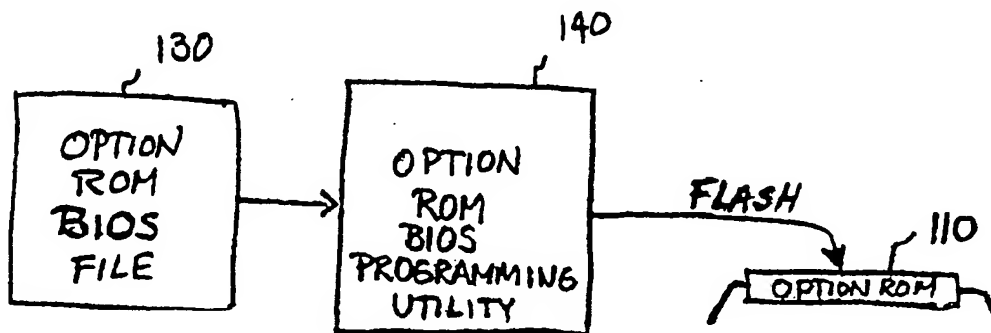 130
OPTION
ROM
BIOS
FILE
140
OPTION
ROM
BIOS
PROGRAMMING
UTILITY
FLASH
110
OPTION ROM